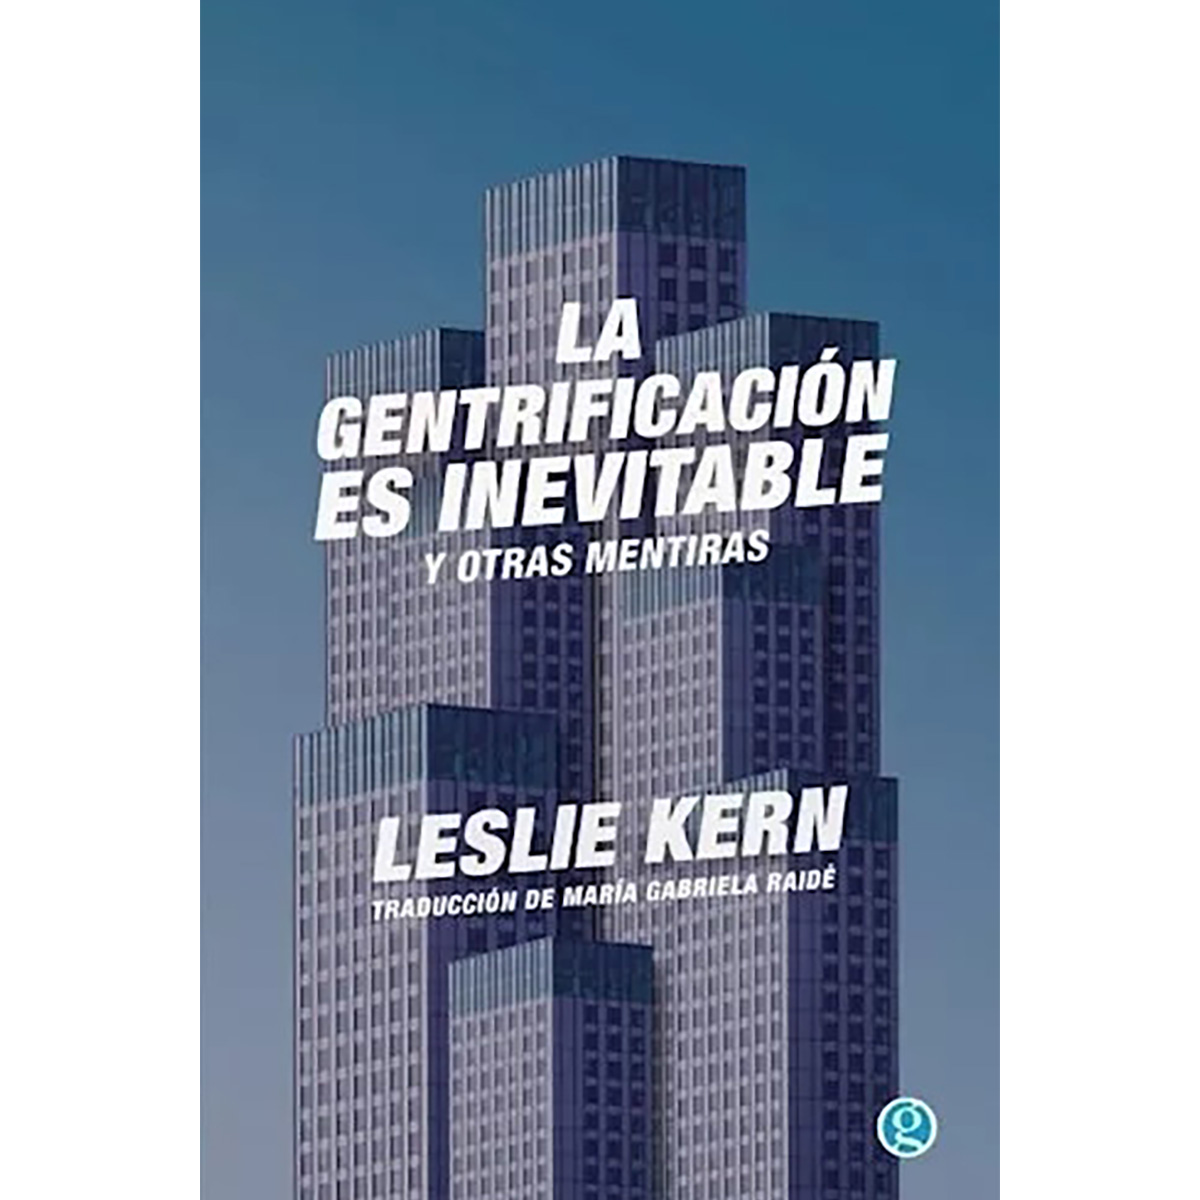 LA
GENTRIFICACIÓN
ES INEVITABLE
Y OTRAS MENTIRAS
LESLIE KERN
TRADUCCIÓN DE MARÍA GABRIELA RAIDÉ
g